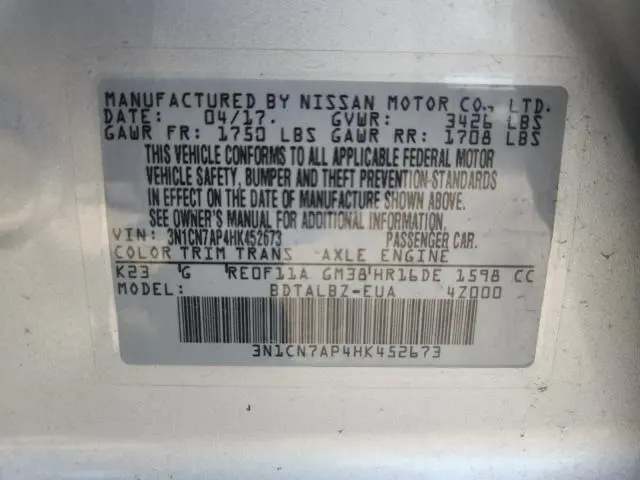 MANUFACTURED BY NISSAN MOTOR CO., LTD.
DATE: 04/17. GVWR: 3426 LBS
GAWR FR: 1750 LBS GAWR RR: 1708 LBS
THIS VEHICLE CONFORMS TO ALL APPLICABLE FEDERAL MOTOR
VEHICLE SAFETY, BUMPER AND THEFT PREVENTION STANDARDS
IN EFFECT ON THE DATE OF MANUFACTURE SHOWN ABOVE.
SEE OWNER'S MANUAL FOR ADDITIONAL INFORMATION.
VIN: 3N1CN7AP4HK452673 PASSENGER CAR.
COLOR TRIM TRANS AXLE ENGINE
K23 G RE0F11A GM38 HR16DE 1598 CC
MODEL: BDTALBZ-EUA 4Z000
3N1CN7AP4HK452673